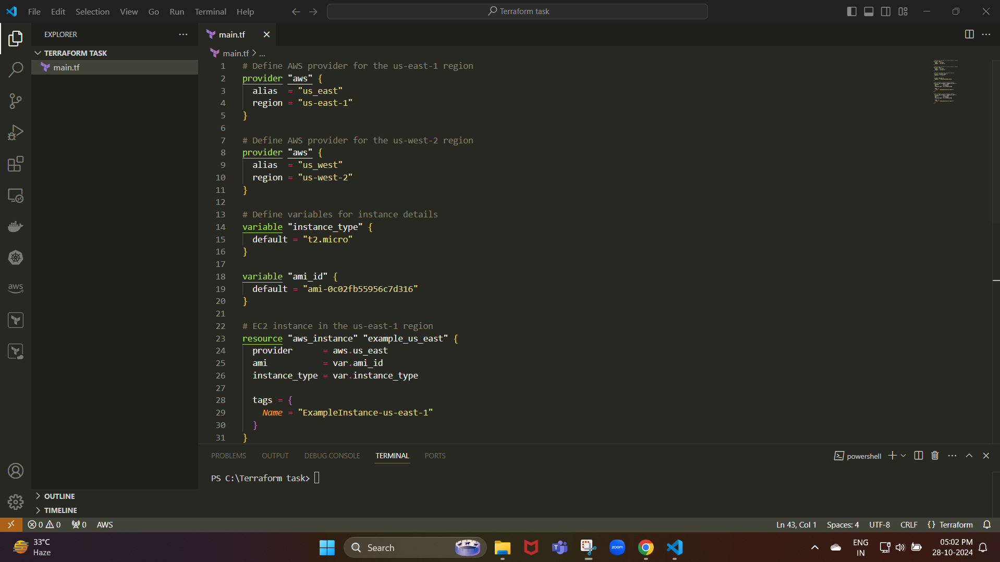 File Edit Selection View Go Run Terminal Help
Terraform task
EXPLORER
TERRAFORM TASK
main.tf
main.tf
main.tf > ...
1 # Define AWS provider for the us-east-1 region
2 provider "aws" {
3   alias  = "us_east"
4   region = "us-east-1"
5 }
6
7 # Define AWS provider for the us-west-2 region
8 provider "aws" {
9   alias  = "us_west"
10   region = "us-west-2"
11 }
12
13 # Define variables for instance details
14 variable "instance_type" {
15   default = "t2.micro"
16 }
17
18 variable "ami_id" {
19   default = "ami-0c02fb55956c7d316"
20 }
21
22 # EC2 instance in the us-east-1 region
23 resource "aws_instance" "example_us_east" {
24   provider      = aws.us_east
25   ami           = var.ami_id
26   instance_type = var.instance_type
27
28   tags = {
29     Name = "ExampleInstance-us-east-1"
30   }
31 }
aws
PROBLEMS OUTPUT DEBUG CONSOLE TERMINAL PORTS
powershell
PS C:\Terraform task>
OUTLINE
TIMELINE
0 0 0 AWS
Ln 43, Col 1 Spaces: 4 UTF-8 CRLF {} Terraform
33°C
Haze
Search
zoom
ENG
IN
05:02 PM
28-10-2024